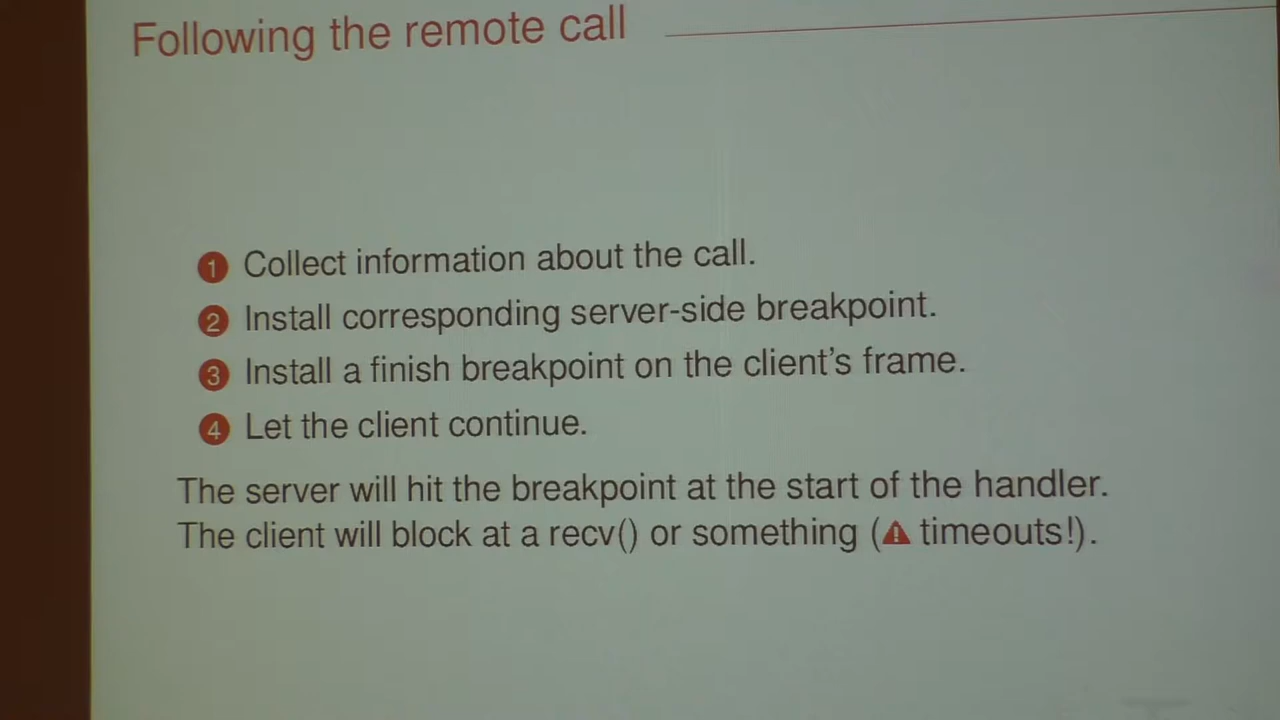 Following the remote call
1 Collect information about the call.
2 Install corresponding server-side breakpoint.
3 Install a finish breakpoint on the client's frame.
4 Let the client continue.
The server will hit the breakpoint at the start of the handler.
The client will block at a recv() or something (⚠ timeouts!).